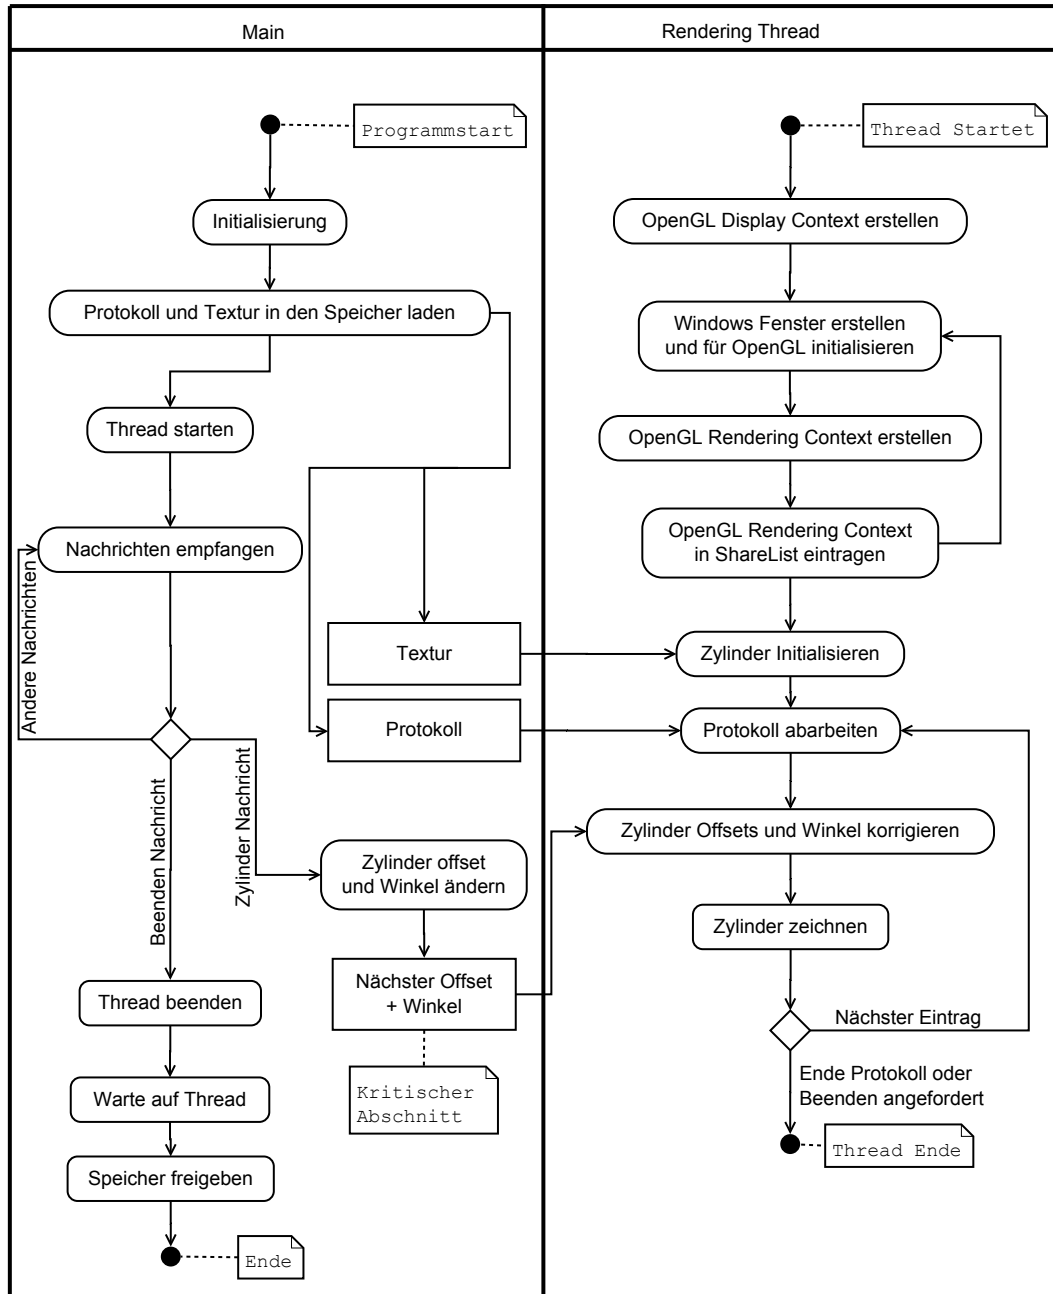 Main
Rendering Thread
Programmstart
Initialisierung
Protokoll und Textur in den Speicher laden
Thread starten
Nachrichten empfangen
Andere Nachrichten
Beenden Nachricht
Zylinder Nachricht
Textur
Protokoll
Zylinder offset
und Winkel ändern
Nächster Offset
+ Winkel
Kritischer
Abschnitt
Thread beenden
Warte auf Thread
Speicher freigeben
Ende
Thread Startet
OpenGL Display Context erstellen
Windows Fenster erstellen
und für OpenGL initialisieren
OpenGL Rendering Context erstellen
OpenGL Rendering Context
in ShareList eintragen
Zylinder Initialisieren
Protokoll abarbeiten
Zylinder Offsets und Winkel korrigieren
Zylinder zeichnen
Nächster Eintrag
Ende Protokoll oder
Beenden angefordert
Thread Ende